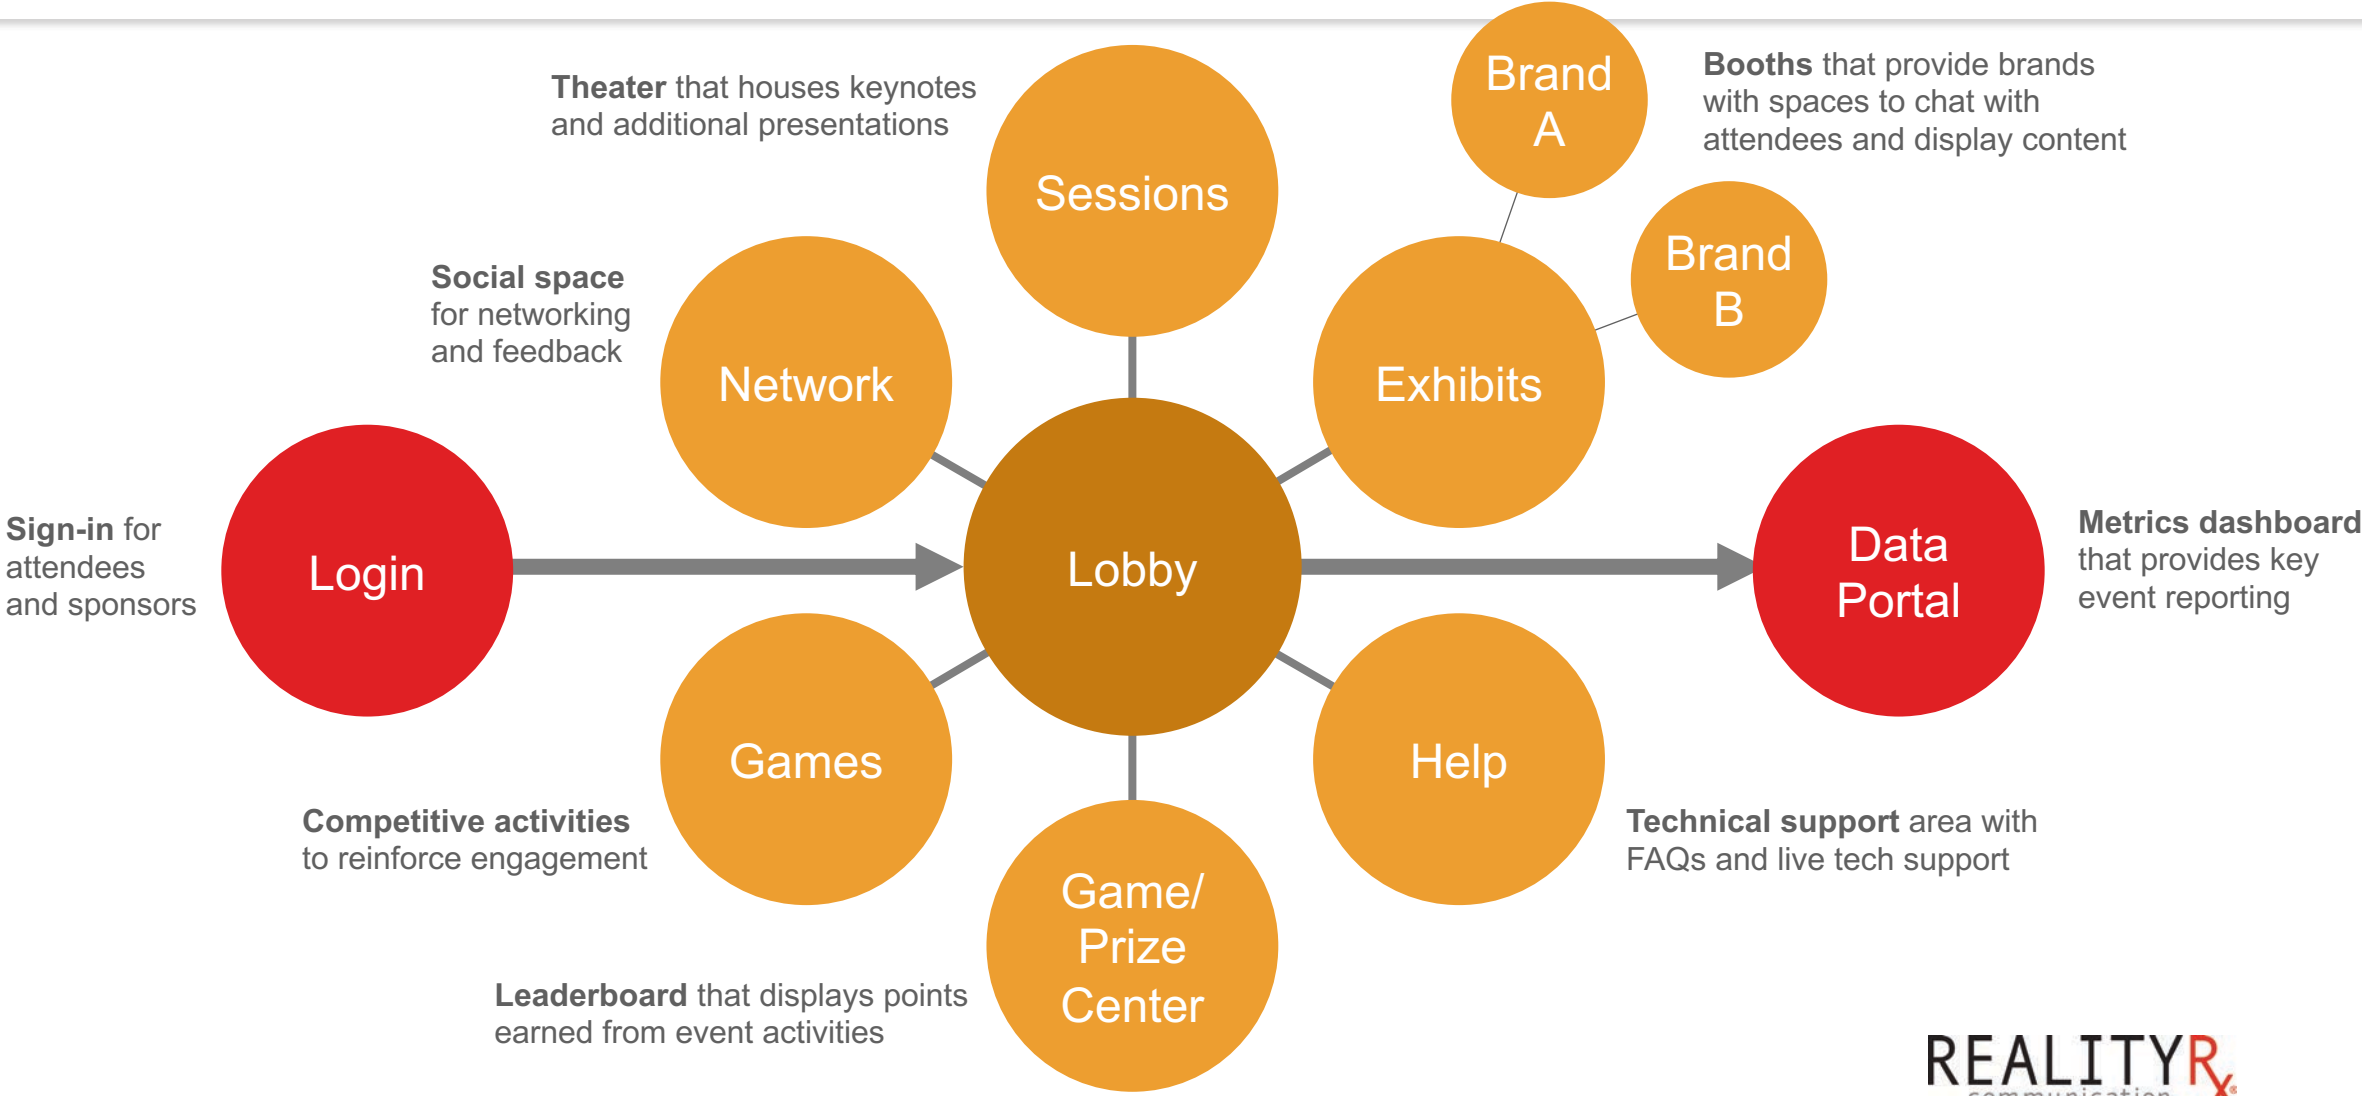 Theater that houses keynotes
and additional presentations
Sessions
Brand
A
Booths that provide brands
with spaces to chat with
attendees and display content
Brand
B
Social space
for networking
and feedback
Network
Exhibits
Sign-in for
attendees
and sponsors
Login
Lobby
Data
Portal
Metrics dashboard
that provides key
event reporting
Games
Competitive activities
to reinforce engagement
Help
Technical support area with
FAQs and live tech support
Game/
Prize
Center
Leaderboard that displays points
earned from event activities
REALITYRx®
communication